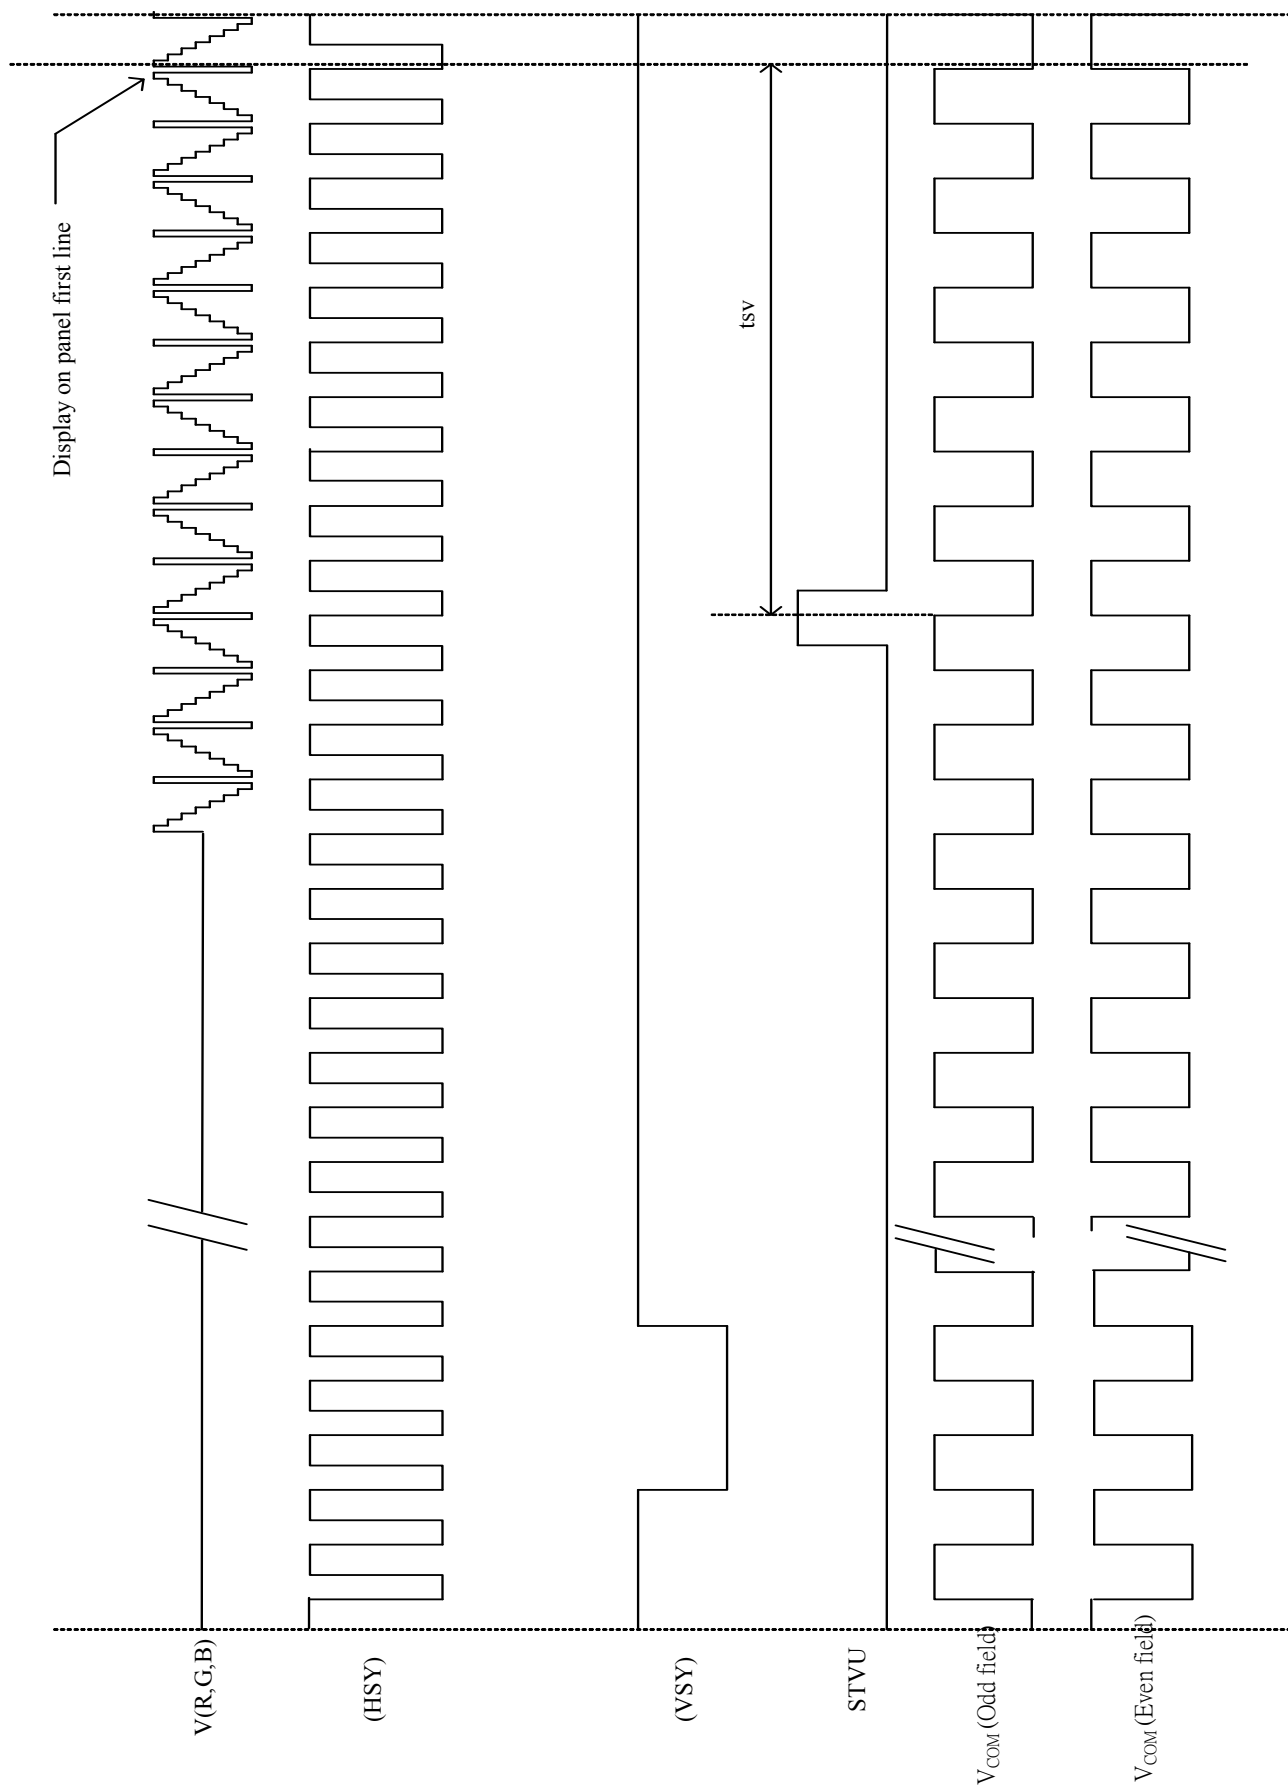 Display on panel first line
tsv
V(R,G,B)
(HSY)
(VSY)
STVU
VCOM (Odd field)
VCOM (Even field)